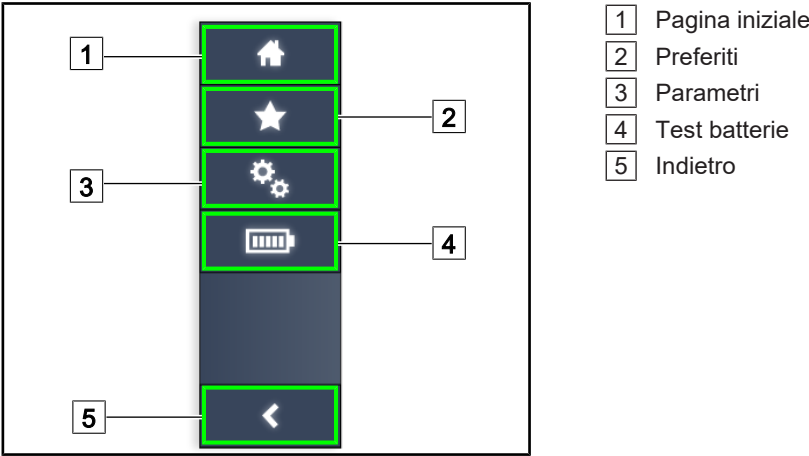 1
2
3
4
5
1 Pagina iniziale
2 Preferiti
3 Parametri
4 Test batterie
5 Indietro